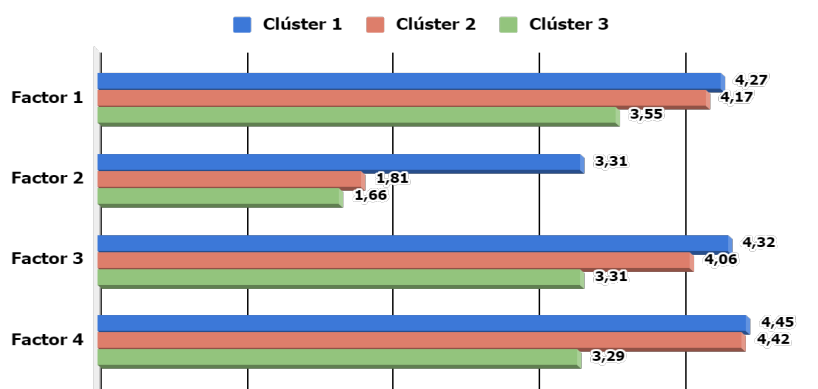 Clúster 1 Clúster 2 Clúster 3
Factor 1
4,27
4,17
3,55
Factor 2
3,31
1,81
1,66
Factor 3
4,32
4,06
3,31
Factor 4
4,45
4,42
3,29